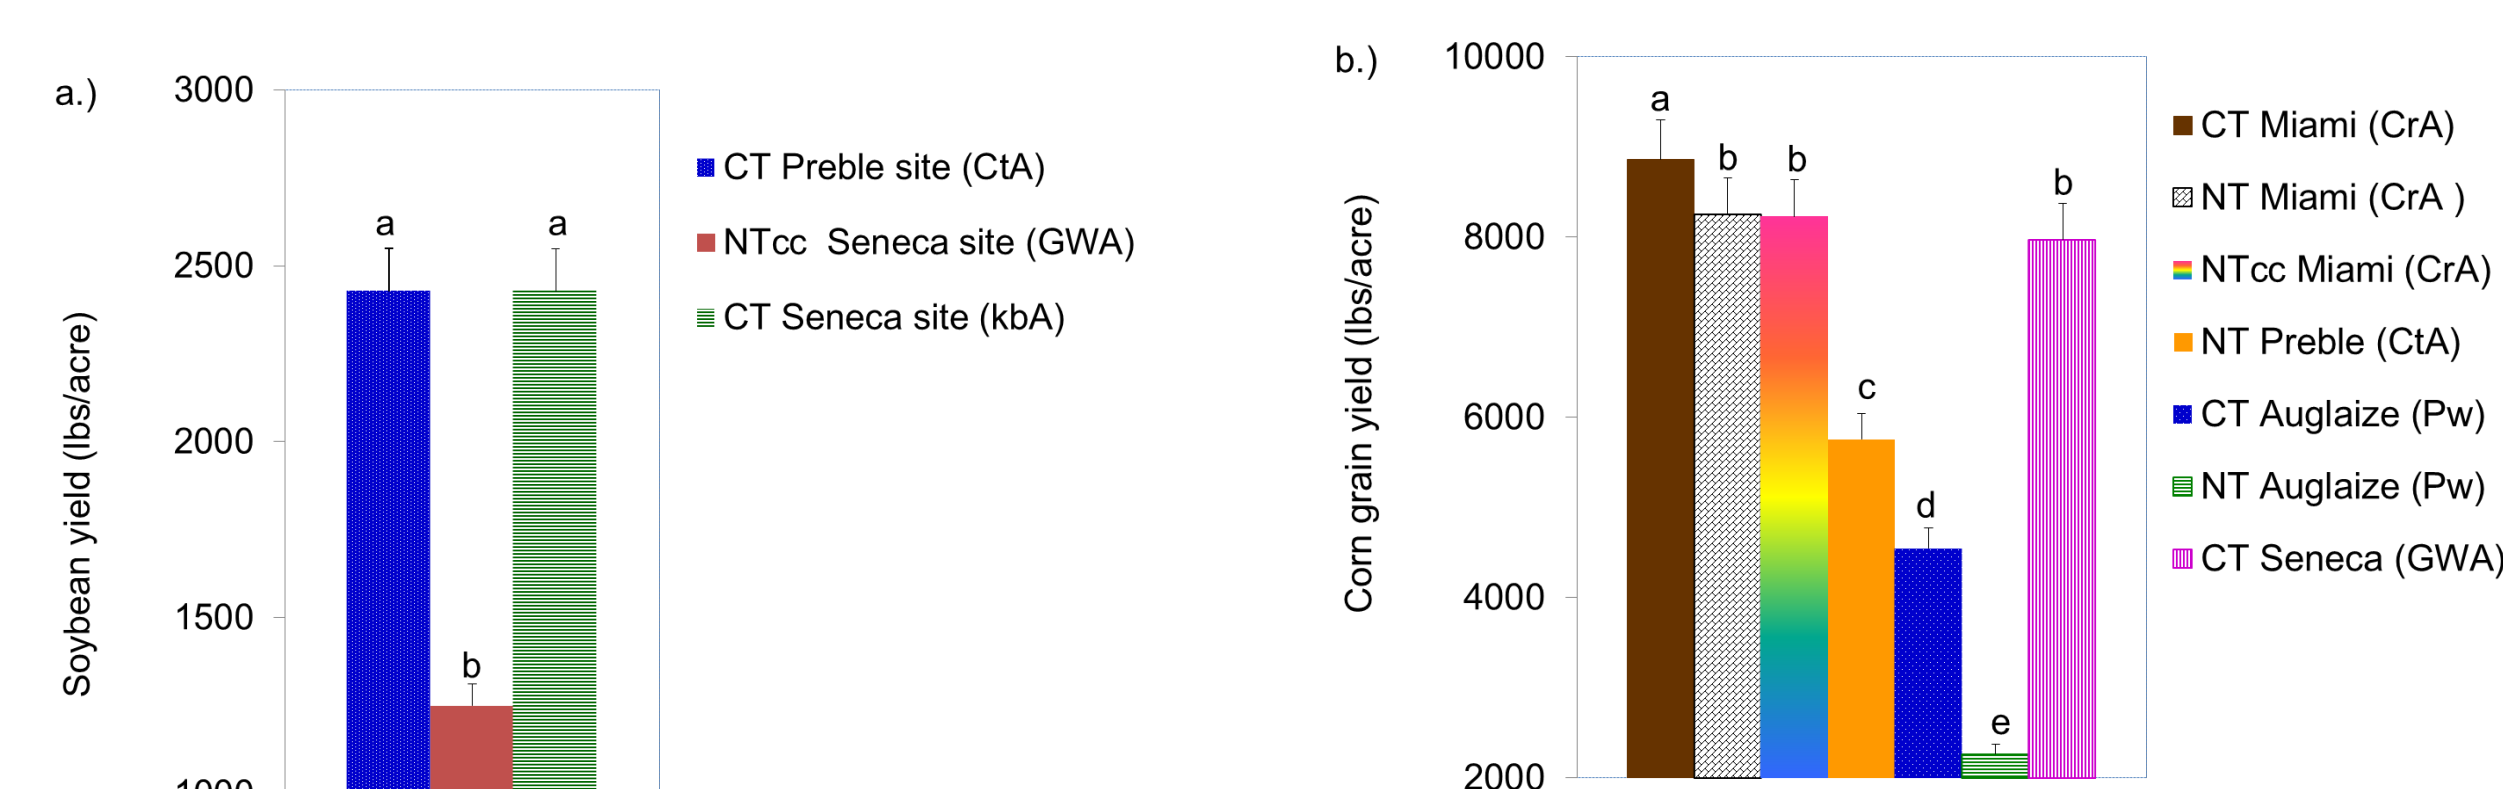 a.)
3000
2500
2000
1500
1000
Soybean yield (lbs/acre)
a
b
a
CT Preble site (CtA)
NTcc  Seneca site (GWA)
CT Seneca site (kbA)
b.)
10000
8000
6000
4000
2000
Corn grain yield (lbs/acre)
a
b
b
c
d
e
b
CT Miami (CrA)
NT Miami (CrA )
NTcc Miami (CrA)
NT Preble (CtA)
CT Auglaize (Pw)
NT Auglaize (Pw)
CT Seneca (GWA)